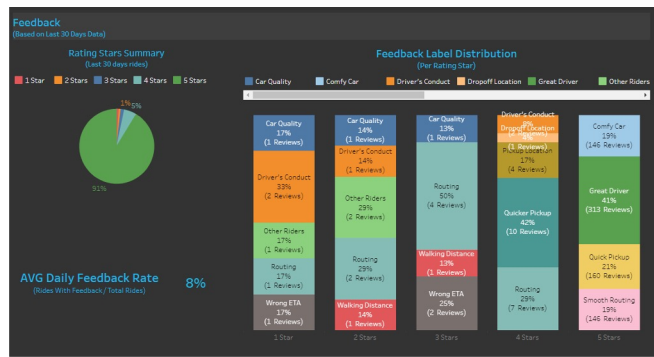 Feedback
(Based on Last 30 Days Data)
Rating Stars Summary
(Last 30 days rides)
1 Star 2 Stars 3 Stars 4 Stars 5 Stars
1% 5%
91%
AVG Daily Feedback Rate
(Rides With Feedback/ Total Rides)
8%
Feedback Label Distribution
(Per Rating Star)
Car Quality Comfy Car Driver's Conduct Dropoff Location Great Driver Other Riders
Car Quality
17%
(1 Reviews)
Driver's Conduct
33%
(2 Reviews)
Other Riders
17%
(1 Reviews)
Routing
17%
(1 Reviews)
Wrong ETA
17%
(1 Reviews)
1 Star
Car Quality
14%
(1 Reviews)
Driver's Conduct
14%
(1 Reviews)
Other Riders
29%
(2 Reviews)
Routing
29%
(2 Reviews)
Walking Distance
14%
(1 Reviews)
2 Stars
Car Quality
13%
(1 Reviews)
Routing
50%
(4 Reviews)
Walking Distance
13%
(1 Reviews)
Wrong ETA
25%
(2 Reviews)
3 Stars
Driver's Conduct
Dropoff Location
(1 Reviews)
Pickup Location
17%
(4 Reviews)
Quicker Pickup
42%
(10 Reviews)
Routing
29%
(7 Reviews)
4 Stars
Comfy Car
19%
(146 Reviews)
Great Driver
41%
(313 Reviews)
Quick Pickup
21%
(160 Reviews)
Smooth Routing
19%
(146 Reviews)
5 Stars